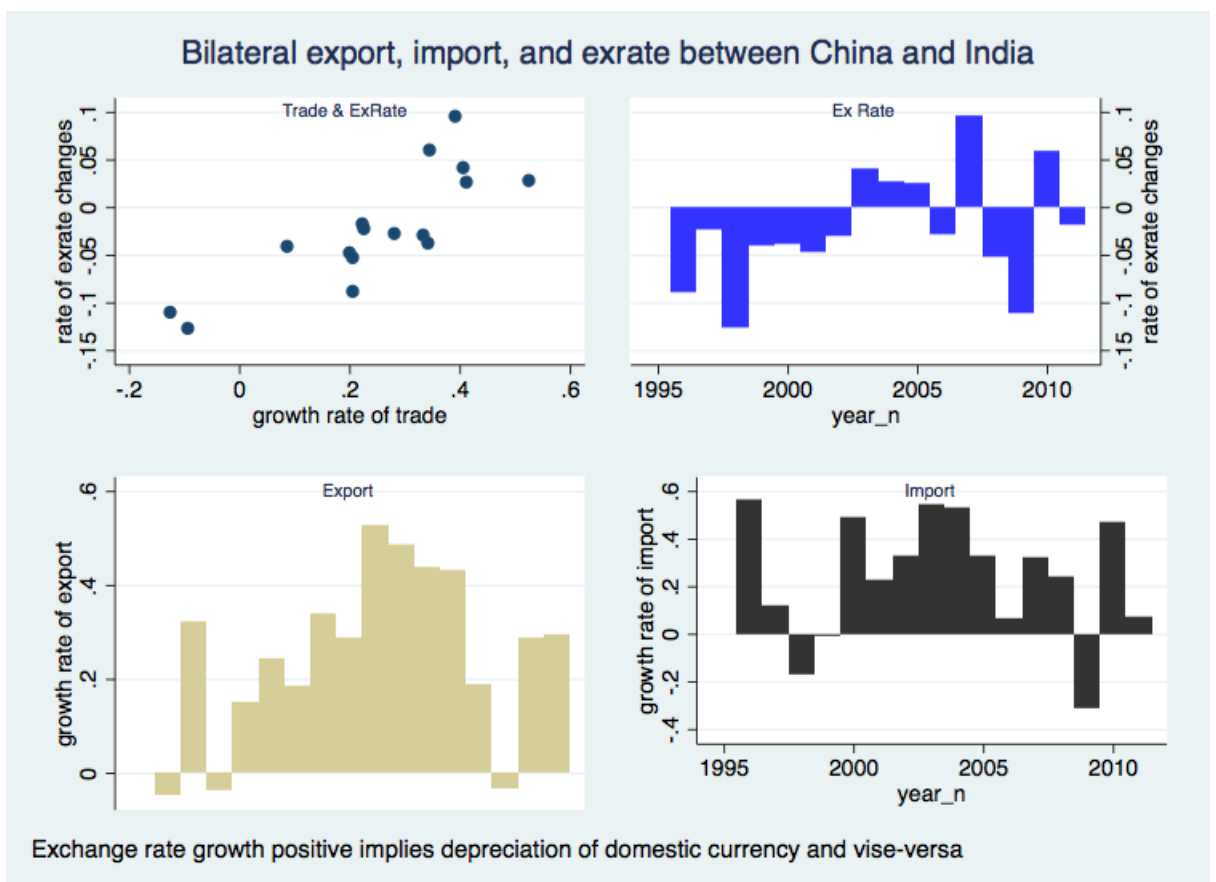 Bilateral export, import, and exrate between China and India
Trade & ExRate
rate of exrate changes
.1
.05
0
-.05
-.1
-.15
-.2 0 .2 .4 .6
growth rate of trade
Ex Rate
.1
.05
0
-.05
-.1
-.15
rate of exrate changes
1995 2000 2005 2010
year_n
Export
growth rate of export
.6
.4
.2
0
Import
growth rate of import
.6
.4
.2
0
-.2
-.4
1995 2000 2005 2010
year_n
Exchange rate growth positive implies depreciation of domestic currency and vise-versa